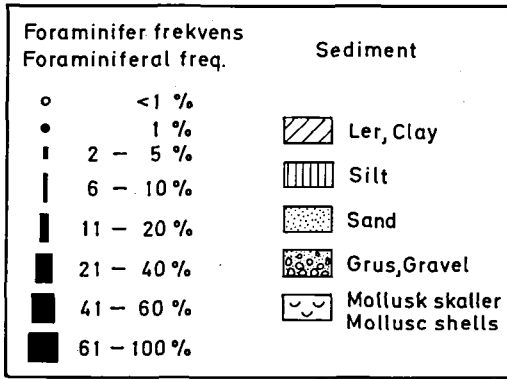 Foraminifer frekvens
Foraminiferal freq.
<1 %
1 %
2 – 5 %
6 – 10 %
11 – 20 %
21 – 40 %
41 – 60 %
61 – 100 %
Sediment
Ler, Clay
Silt
Sand
Grus, Gravel
Mollusk skaller
Mollusc shells